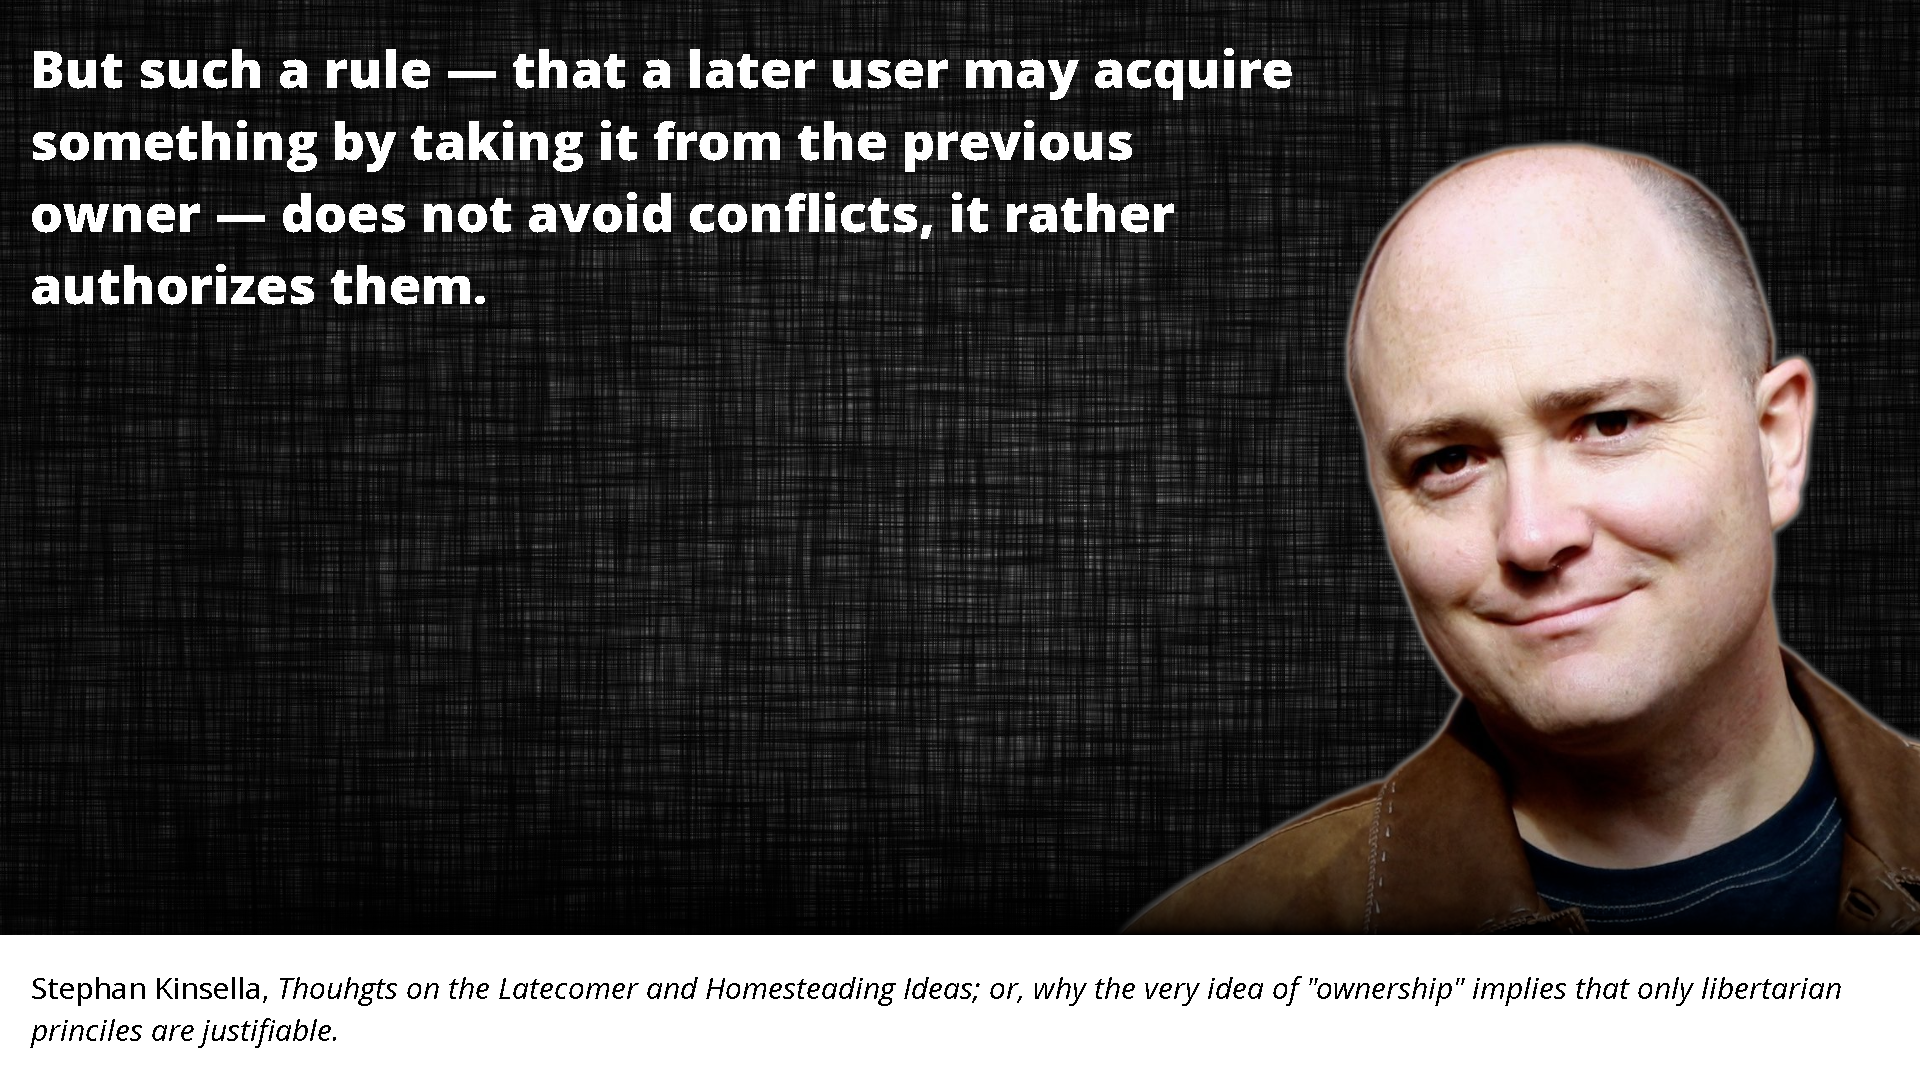 But such a rule — that a later user may acquire
something by taking it from the previous
owner — does not avoid conflicts, it rather
authorizes them.
Stephan Kinsella, Thouhgts on the Latecomer and Homesteading Ideas; or, why the very idea of "ownership" implies that only libertarian
princiles are justifiable.